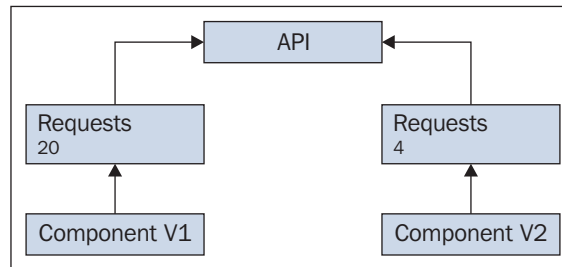 API
Requests
20
Requests
4
Component V1
Component V2